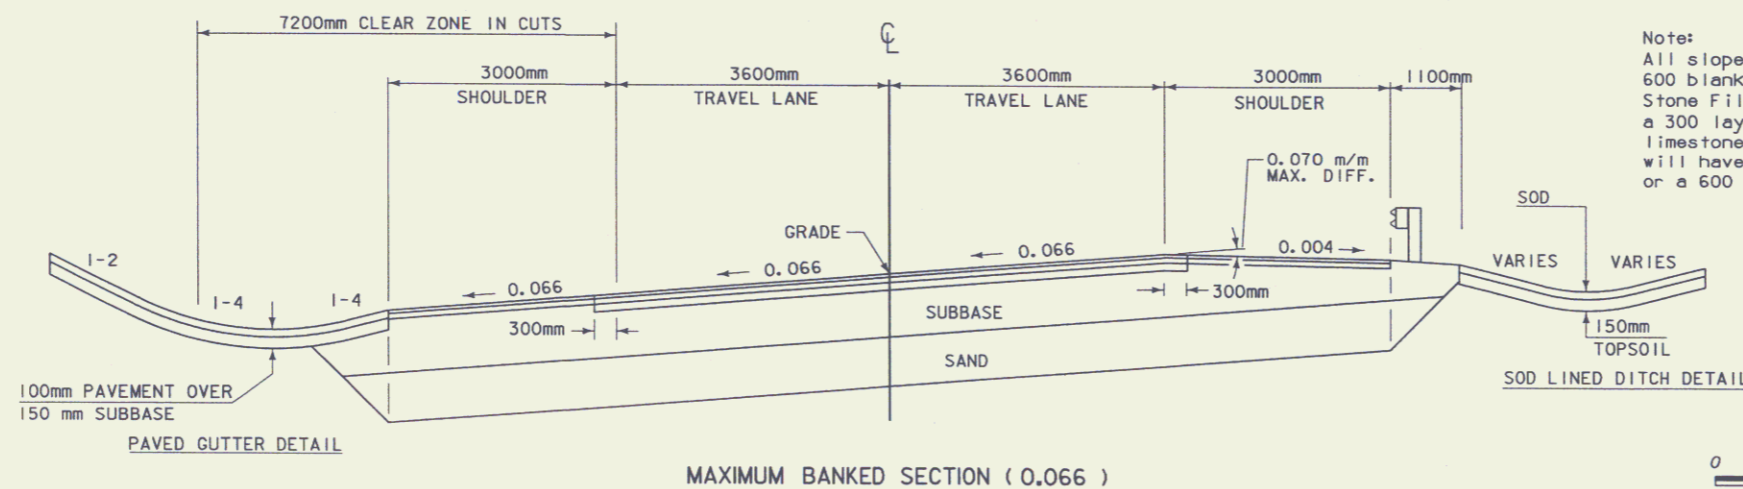 7200mm CLEAR ZONE IN CUTS
℄
Note:
All slope
600 blank
Stone Fil
a 300 lay
limestone
will have
or a 600
3000mm
SHOULDER
3600mm
TRAVEL LANE
3600mm
TRAVEL LANE
3000mm
SHOULDER
1100mm
0.070 m/m
MAX. DIFF.
SOD
GRADE
1-2
1-4
1-4
0.066
0.066
0.066
0.004
VARIES
VARIES
300mm
300mm
SUBBASE
SAND
150mm
TOPSOIL
SOD LINED DITCH DETAIL
100mm PAVEMENT OVER
150 mm SUBBASE
PAVED GUTTER DETAIL
MAXIMUM BANKED SECTION ( 0.066 )
0